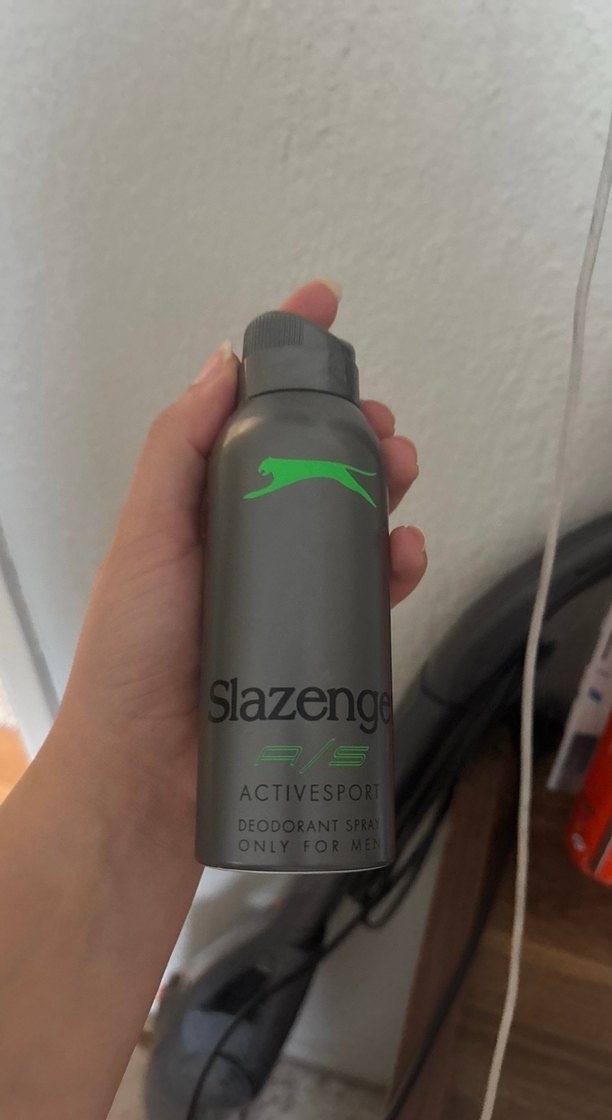 Slazenge
A/S
ACTIVESPORT
DEODORANT SPRAY
ONLY FOR MEN